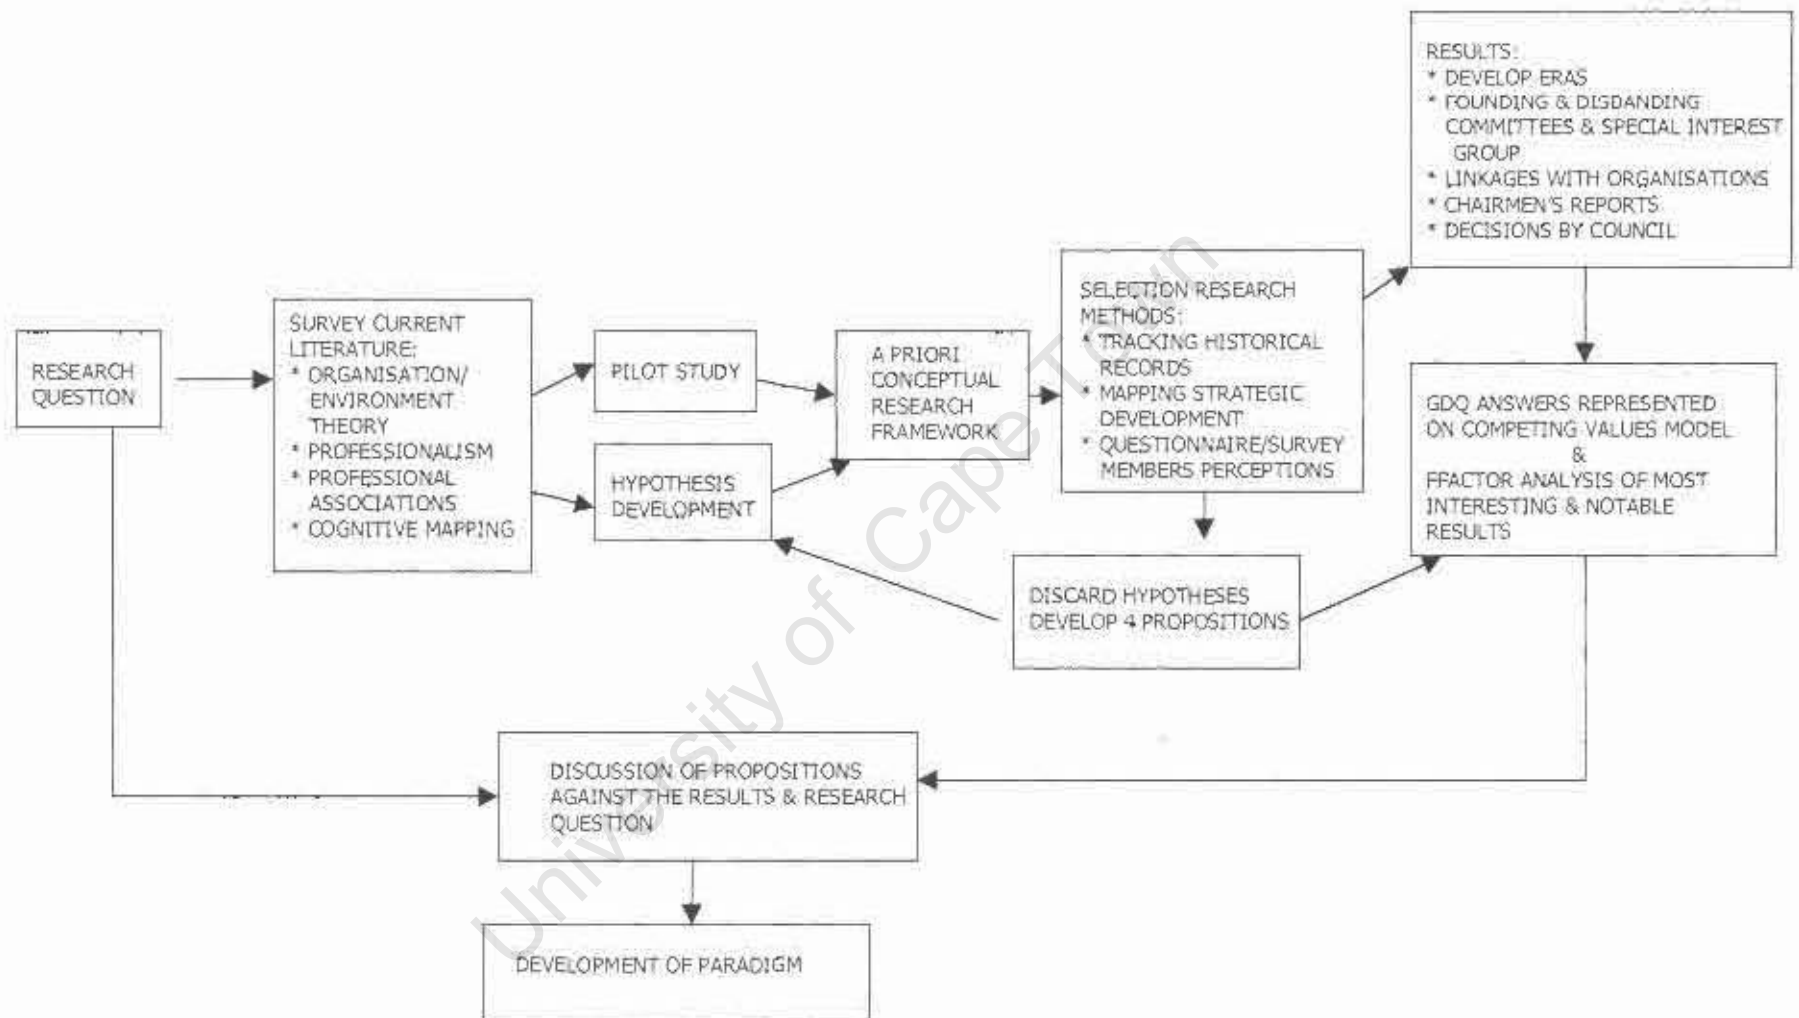 RESEARCH
QUESTION
SURVEY CURRENT
LITERATURE:
* ORGANISATION/
ENVIRONMENT
THEORY
* PROFESSIONALISM
* PROFESSIONAL
ASSOCIATIONS
* COGNITIVE MAPPING
PILOT STUDY
HYPOTHESIS
DEVELOPMENT
A PRIORI
CONCEPTUAL
RESEARCH
FRAMEWORK
SELECTION RESEARCH
METHODS:
* TRACKING HISTORICAL
RECORDS
* MAPPING STRATEGIC
DEVELOPMENT
* QUESTIONNAIRE/SURVEY
MEMBERS PERCEPTIONS
DISCARD HYPOTHESES
DEVELOP 4 PROPOSITIONS
RESULTS:
* DEVELOP ERAS
* FOUNDING & DISDANDING
COMMITTEES & SPECIAL INTEREST
GROUP
* LINKAGES WITH ORGANISATIONS
* CHAIRMEN'S REPORTS
* DECISIONS BY COUNCIL
GDQ ANSWERS REPRESENTED
ON COMPETING VALUES MODEL
&
FFACTOR ANALYSIS OF MOST
INTERESTING & NOTABLE
RESULTS
DISCUSSION OF PROPOSITIONS
AGAINST THE RESULTS & RESEARCH
QUESTION
DEVELOPMENT OF PARADIGM
University of Cape Town